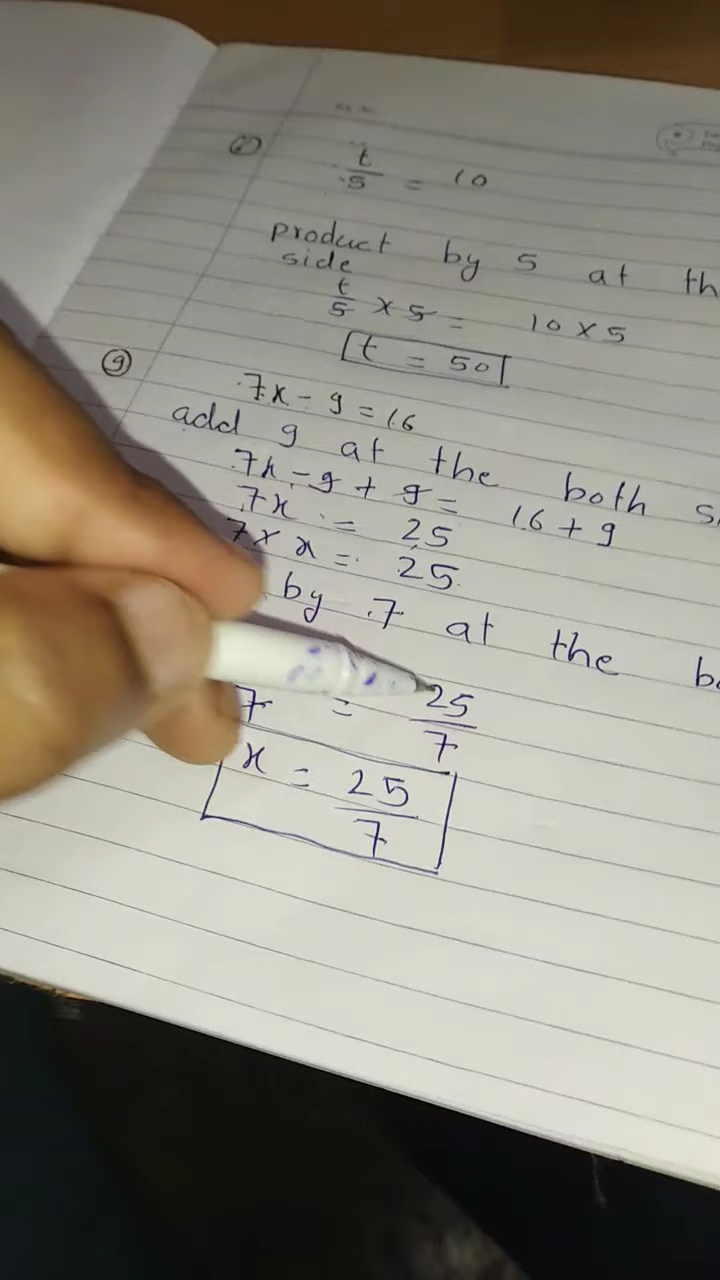 t/5 = 10
product by 5 at
side
t/5 × 5 = 10 × 5
t = 50
9
7x - 9 = 16
add 9 at the both
7x - 9 + 9 = 16 + 9
7x = 25
7 × x = 25
by 7 at the
7 = 25/7
x = 25/7